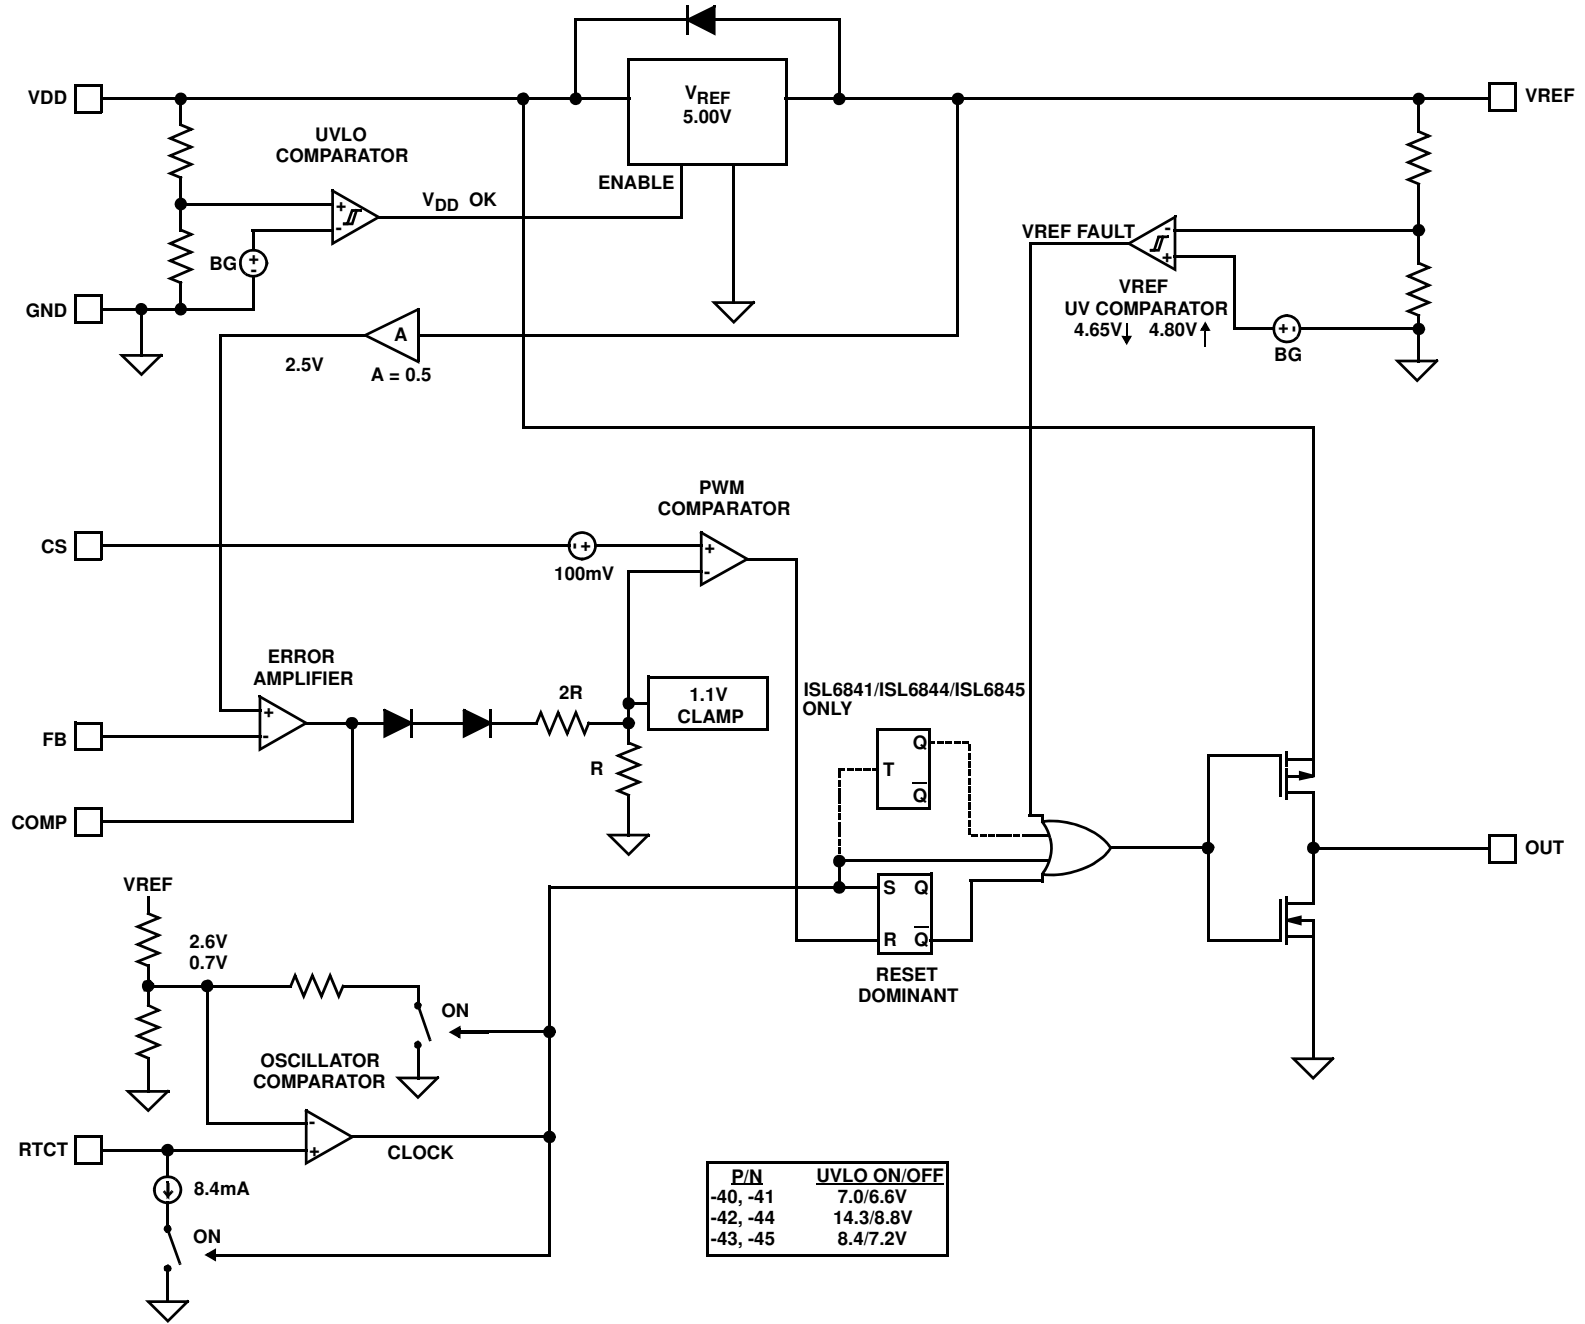 VDD
VREF
5.00V
VREF
UVLO
COMPARATOR
ENABLE
VDD OK
+
-
BG
+
-
GND
VREF FAULT
-
+
VREF
UV COMPARATOR
4.65V↓ 4.80V↑
+ -
BG
A
2.5V
A = 0.5
PWM
COMPARATOR
CS
- +
100mV
+
-
ERROR
AMPLIFIER
+
-
FB
2R
1.1V
CLAMP
R
COMP
ISL6841/ISL6844/ISL6845
ONLY
Q
T
Q
OUT
S Q
R Q
RESET
DOMINANT
VREF
2.6V
0.7V
ON
OSCILLATOR
COMPARATOR
-
+
RTCT
CLOCK
8.4mA
ON
P/N UVLO ON/OFF
-40, -41 7.0/6.6V
-42, -44 14.3/8.8V
-43, -45 8.4/7.2V